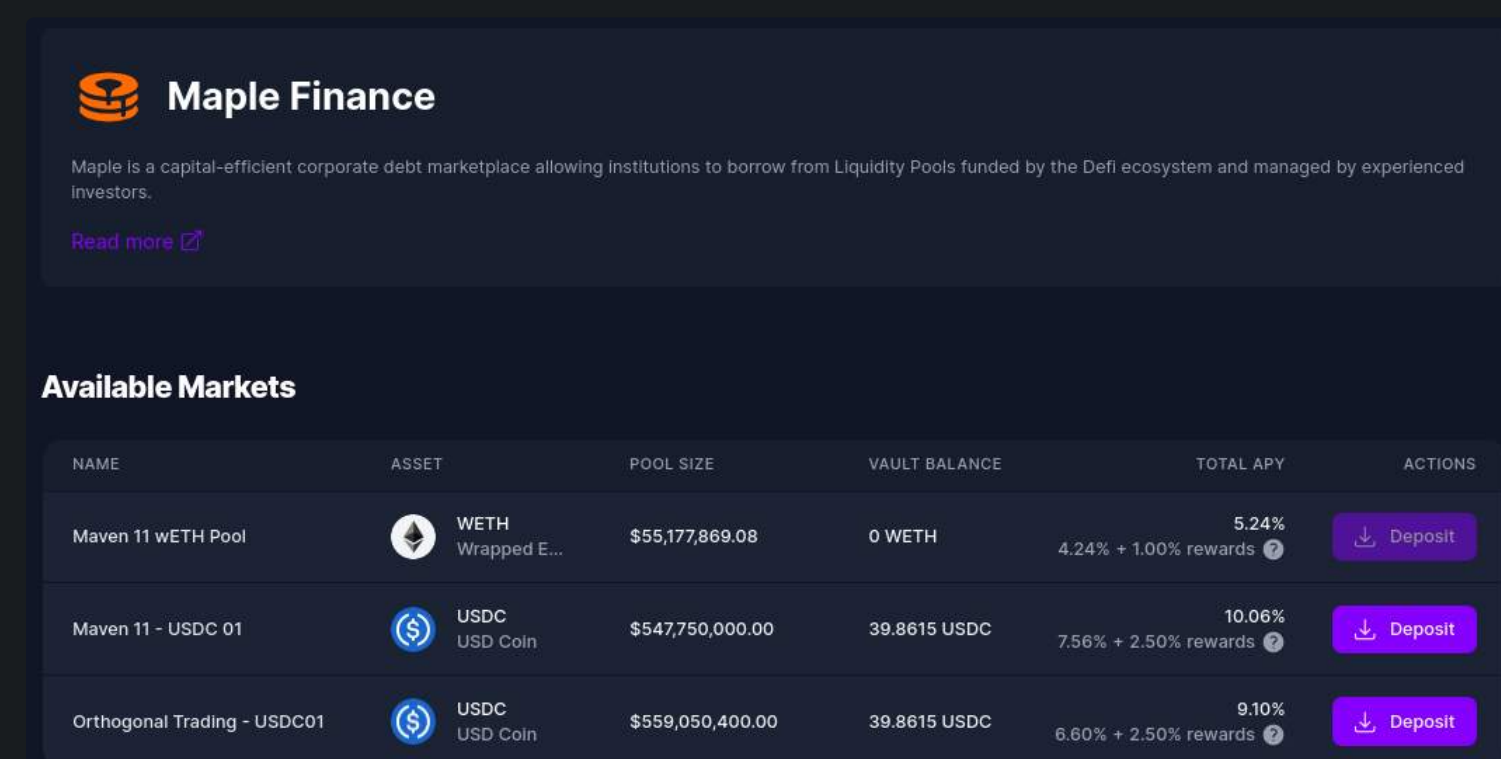 Maple Finance
Maple is a capital-efficient corporate debt marketplace allowing institutions to borrow from Liquidity Pools funded by the Defi ecosystem and managed by experienced
investors.
Read more
Available Markets
NAME ASSET POOL SIZE VAULT BALANCE TOTAL APY ACTIONS
Maven 11 wETH Pool WETH $55,177,869.08 0 WETH 5.24% Deposit
Wrapped E... 4.24% + 1.00% rewards ?
Maven 11 - USDC 01 USDC $547,750,000.00 39.8615 USDC 10.06% Deposit
USD Coin 7.56% + 2.50% rewards ?
Orthogonal Trading - USDC01 USDC $559,050,400.00 39.8615 USDC 9.10% Deposit
USD Coin 6.60% + 2.50% rewards ?